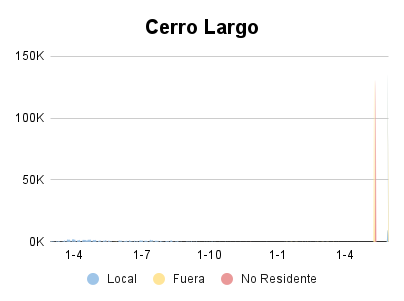 Cerro Largo
150K
100K
50K
0K
1-4 1-7 1-10 1-1 1-4
Local Fuera No Residente